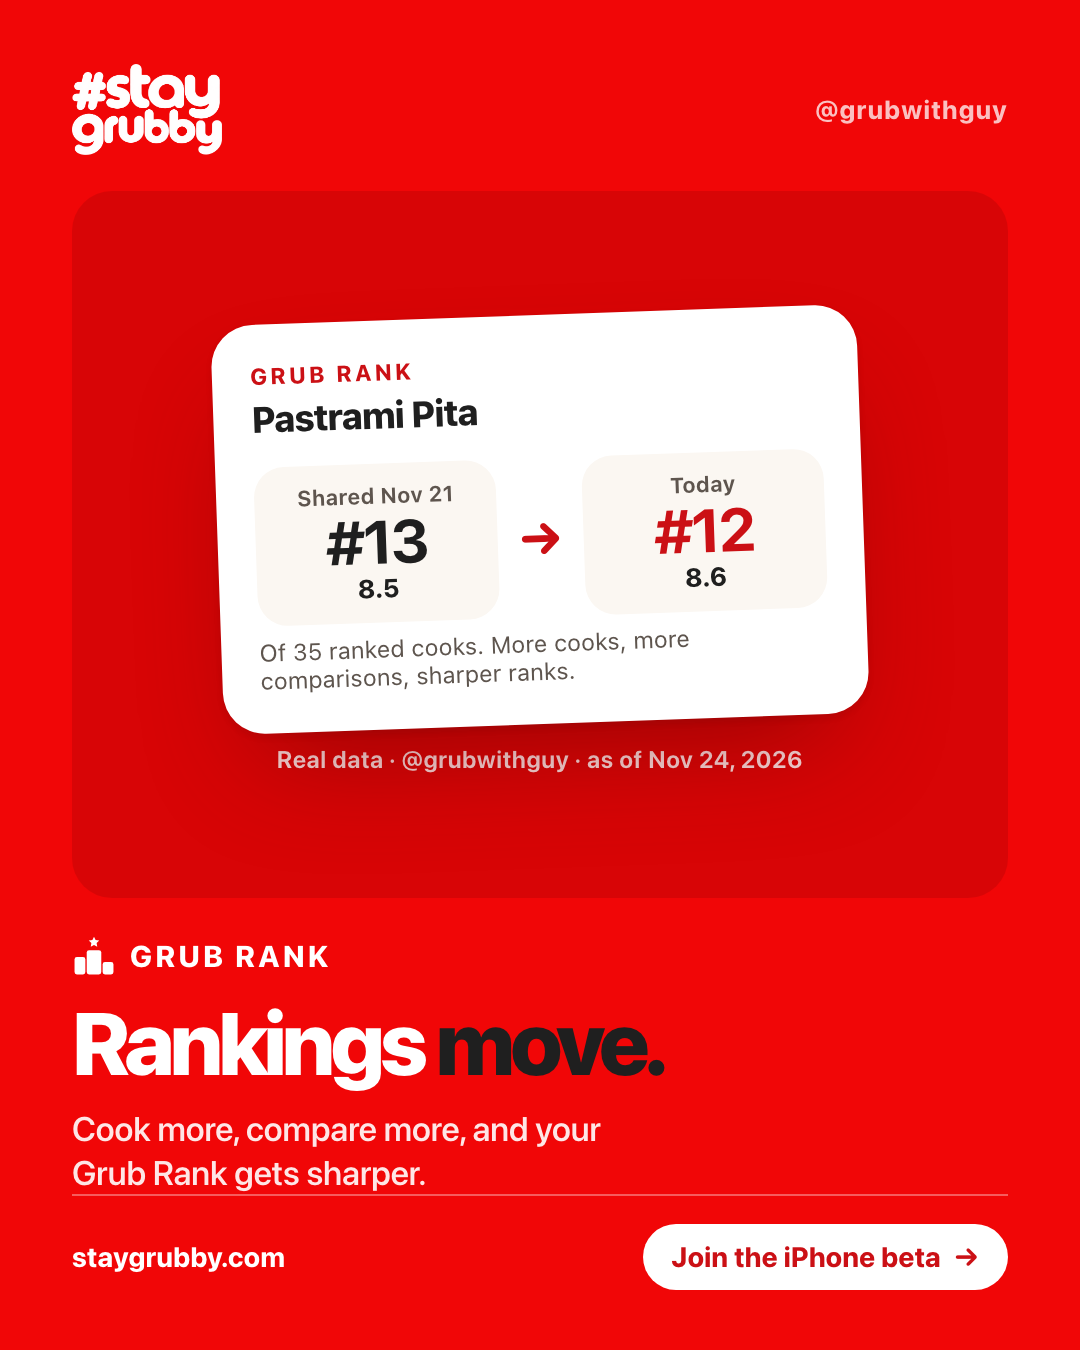 #stay
grubby
@grubwithguy
GRUB RANK
Pastrami Pita
Shared Nov 21
#13
8.5
→
Today
#12
8.6
Of 35 ranked cooks. More cooks, more
comparisons, sharper ranks.
Real data · @grubwithguy · as of Nov 24, 2026
GRUB RANK
Rankings move.
Cook more, compare more, and your
Grub Rank gets sharper.
staygrubby.com
Join the iPhone beta →